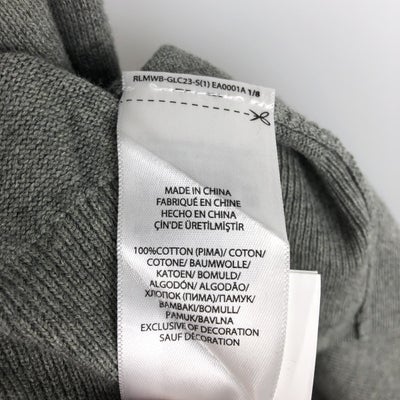 RLMWB-GLC23-S(1) EA0001A 1/8
MADE IN CHINA
FABRIQUÉ EN CHINE
HECHO EN CHINA
ÇİN'DE ÜRETİLMİŞTİR
100%COTTON (PIMA)/ COTON/
COTONE/ BAUMWOLLE/
KATOEN/ BOMULD/
ALGODÓN/ ALGODÃO/
ХЛОПОК (ПИМА)/ПАМУК/
BAMBAKI/BOMULL/
PAMUK/BAVLNA
EXCLUSIVE OF DECORATION
SAUF DÉCORATION